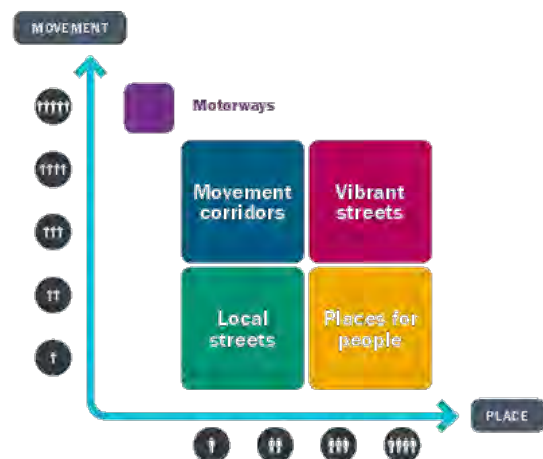 MOVEMENT
Motorways
Movement
corridors
Vibrant
streets
Local
streets
Places for
people
PLACE